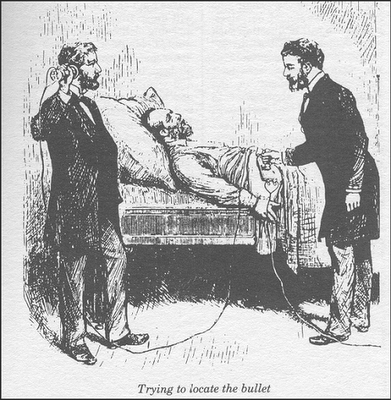 Trying to locate the bullet